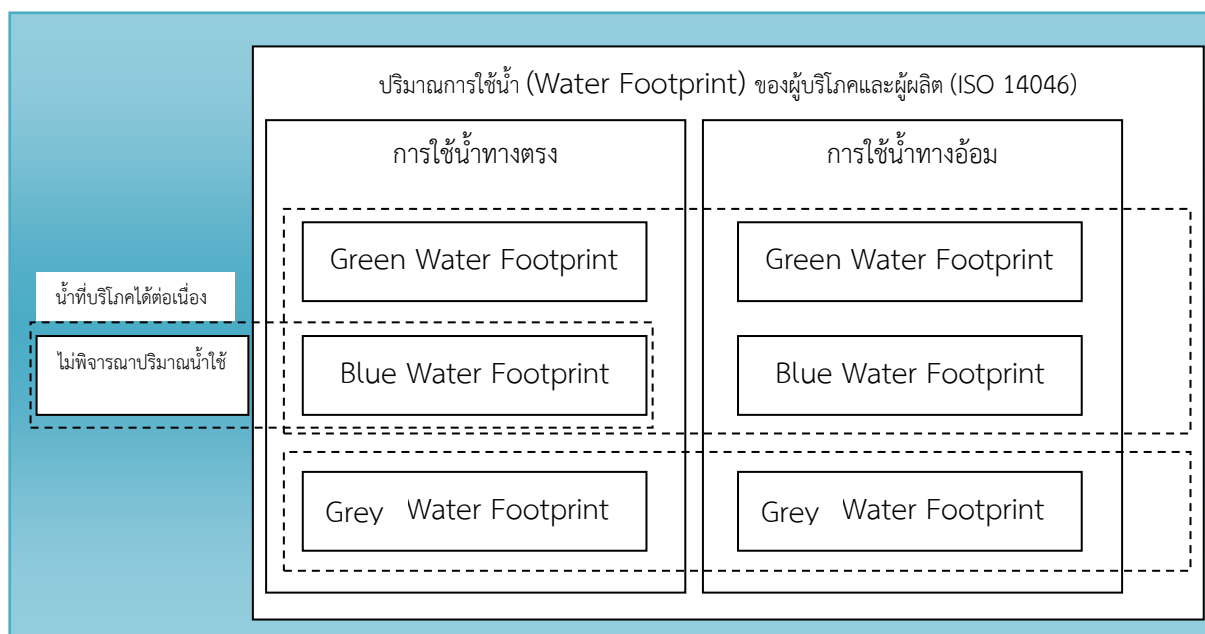 ปริมาณการใช้น้ำ (Water Footprint) ของผู้บริโภคและผู้ผลิต (ISO 14046)
การใช้น้ำทางตรง
การใช้น้ำทางอ้อม
Green Water Footprint
Green Water Footprint
น้ำที่บริโภคได้ต่อเนื่อง
ไม่พิจารณาปริมาณน้ำใช้
Blue Water Footprint
Blue Water Footprint
Grey Water Footprint
Grey Water Footprint